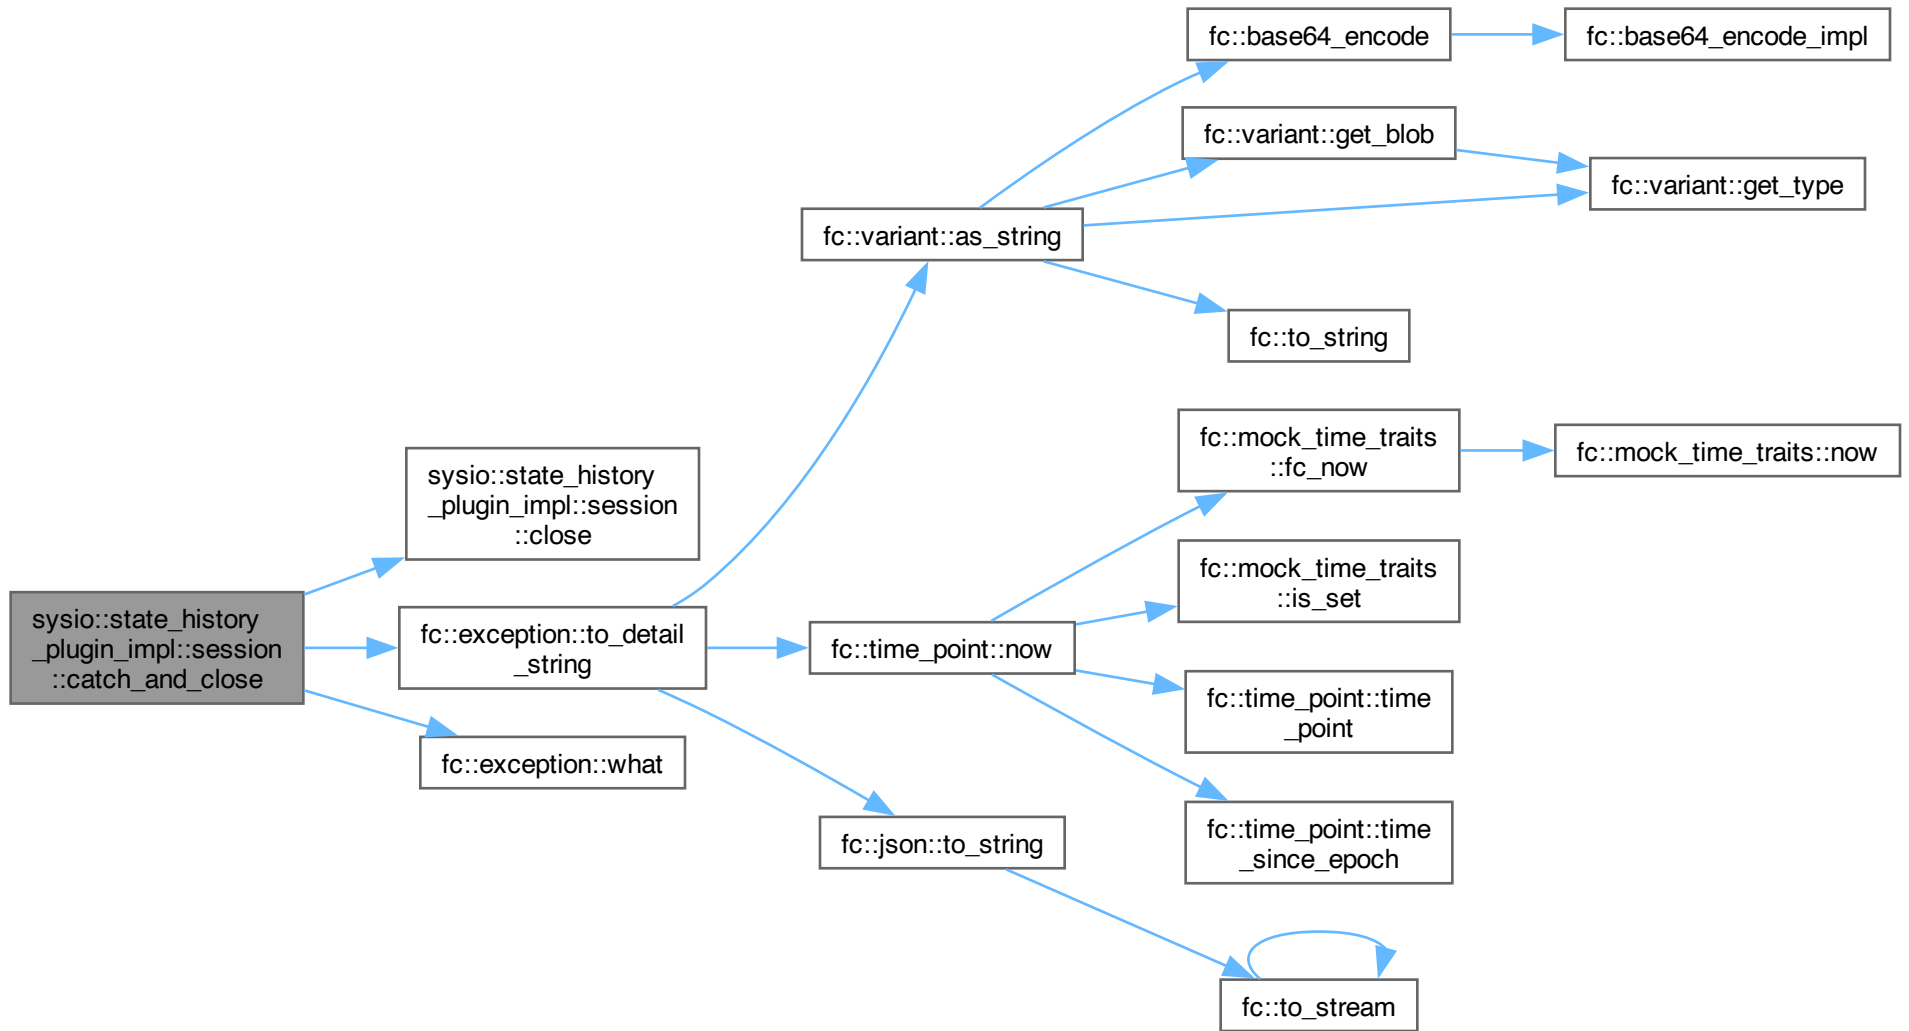 sysio::state_history
_plugin_impl::session
::catch_and_close
sysio::state_history
_plugin_impl::session
::close
fc::exception::to_detail
_string
fc::exception::what
fc::variant::as_string
fc::time_point::now
fc::json::to_string
fc::base64_encode
fc::variant::get_blob
fc::to_string
fc::mock_time_traits
::fc_now
fc::mock_time_traits
::is_set
fc::time_point::time
_point
fc::time_point::time
_since_epoch
fc::to_stream
fc::base64_encode_impl
fc::variant::get_type
fc::mock_time_traits::now